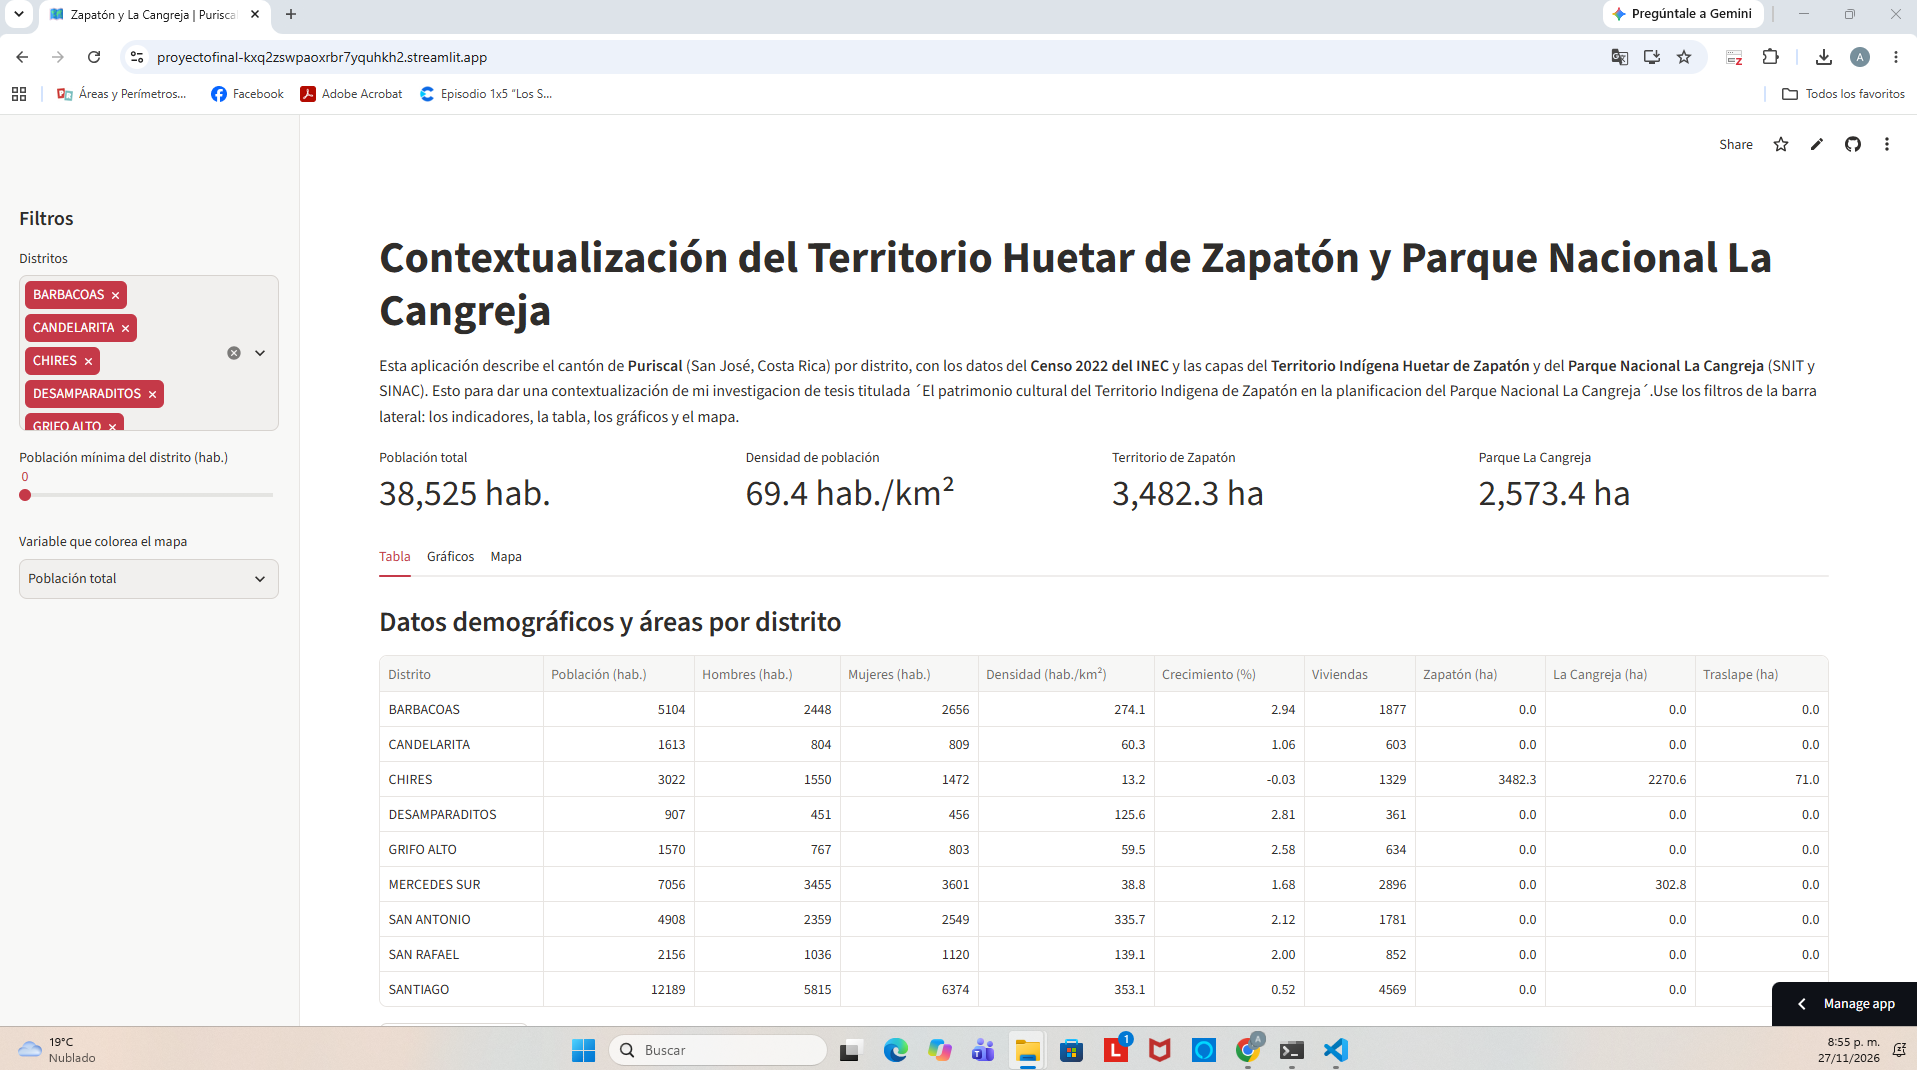 Zapatón y La Cangreja | Purisca
Pregúntale a Gemini
proyectofinal-kxq2zswpaoxrbr7yquhkh2.streamlit.app
A
Áreas y Perímetros...
Facebook
Adobe Acrobat
Episodio 1x5 “Los S...
Todos los favoritos
Share
Filtros
Distritos
BARBACOAS
CANDELARITA
CHIRES
DESAMPARADITOS
GRIFO ALTO
Población mínima del distrito (hab.)
0
Variable que colorea el mapa
Población total
Contextualización del Territorio Huetar de Zapatón y Parque Nacional La
Cangreja
Esta aplicación describe el cantón de Puriscal (San José, Costa Rica) por distrito, con los datos del Censo 2022 del INEC y las capas del Territorio Indígena Huetar de Zapatón y del Parque Nacional La Cangreja (SNIT y
SINAC). Esto para dar una contextualización de mi investigacion de tesis titulada ´El patrimonio cultural del Territorio Indigena de Zapatón en la planificacion del Parque Nacional La Cangreja´.Use los filtros de la barra
lateral: los indicadores, la tabla, los gráficos y el mapa.
Población total
38,525 hab.
Densidad de población
69.4 hab./km²
Territorio de Zapatón
3,482.3 ha
Parque La Cangreja
2,573.4 ha
Tabla Gráficos Mapa
Datos demográficos y áreas por distrito
Distrito Población (hab.) Hombres (hab.) Mujeres (hab.) Densidad (hab./km²) Crecimiento (%) Viviendas Zapatón (ha) La Cangreja (ha) Traslape (ha)
BARBACOAS 5104 2448 2656 274.1 2.94 1877 0.0 0.0 0.0
CANDELARITA 1613 804 809 60.3 1.06 603 0.0 0.0 0.0
CHIRES 3022 1550 1472 13.2 -0.03 1329 3482.3 2270.6 71.0
DESAMPARADITOS 907 451 456 125.6 2.81 361 0.0 0.0 0.0
GRIFO ALTO 1570 767 803 59.5 2.58 634 0.0 0.0 0.0
MERCEDES SUR 7056 3455 3601 38.8 1.68 2896 0.0 302.8 0.0
SAN ANTONIO 4908 2359 2549 335.7 2.12 1781 0.0 0.0 0.0
SAN RAFAEL 2156 1036 1120 139.1 2.00 852 0.0 0.0 0.0
SANTIAGO 12189 5815 6374 353.1 0.52 4569 0.0 0.0
Manage app
19°C
Nublado
Buscar
1
A
8:55 p. m.
27/11/2026